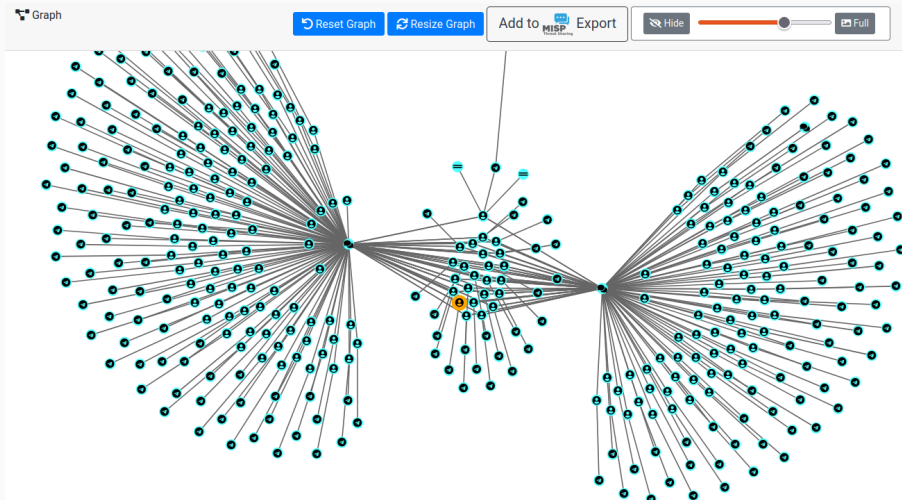 Graph
Reset Graph
Resize Graph
Add to MISP Threat Sharing Export
Hide
Full